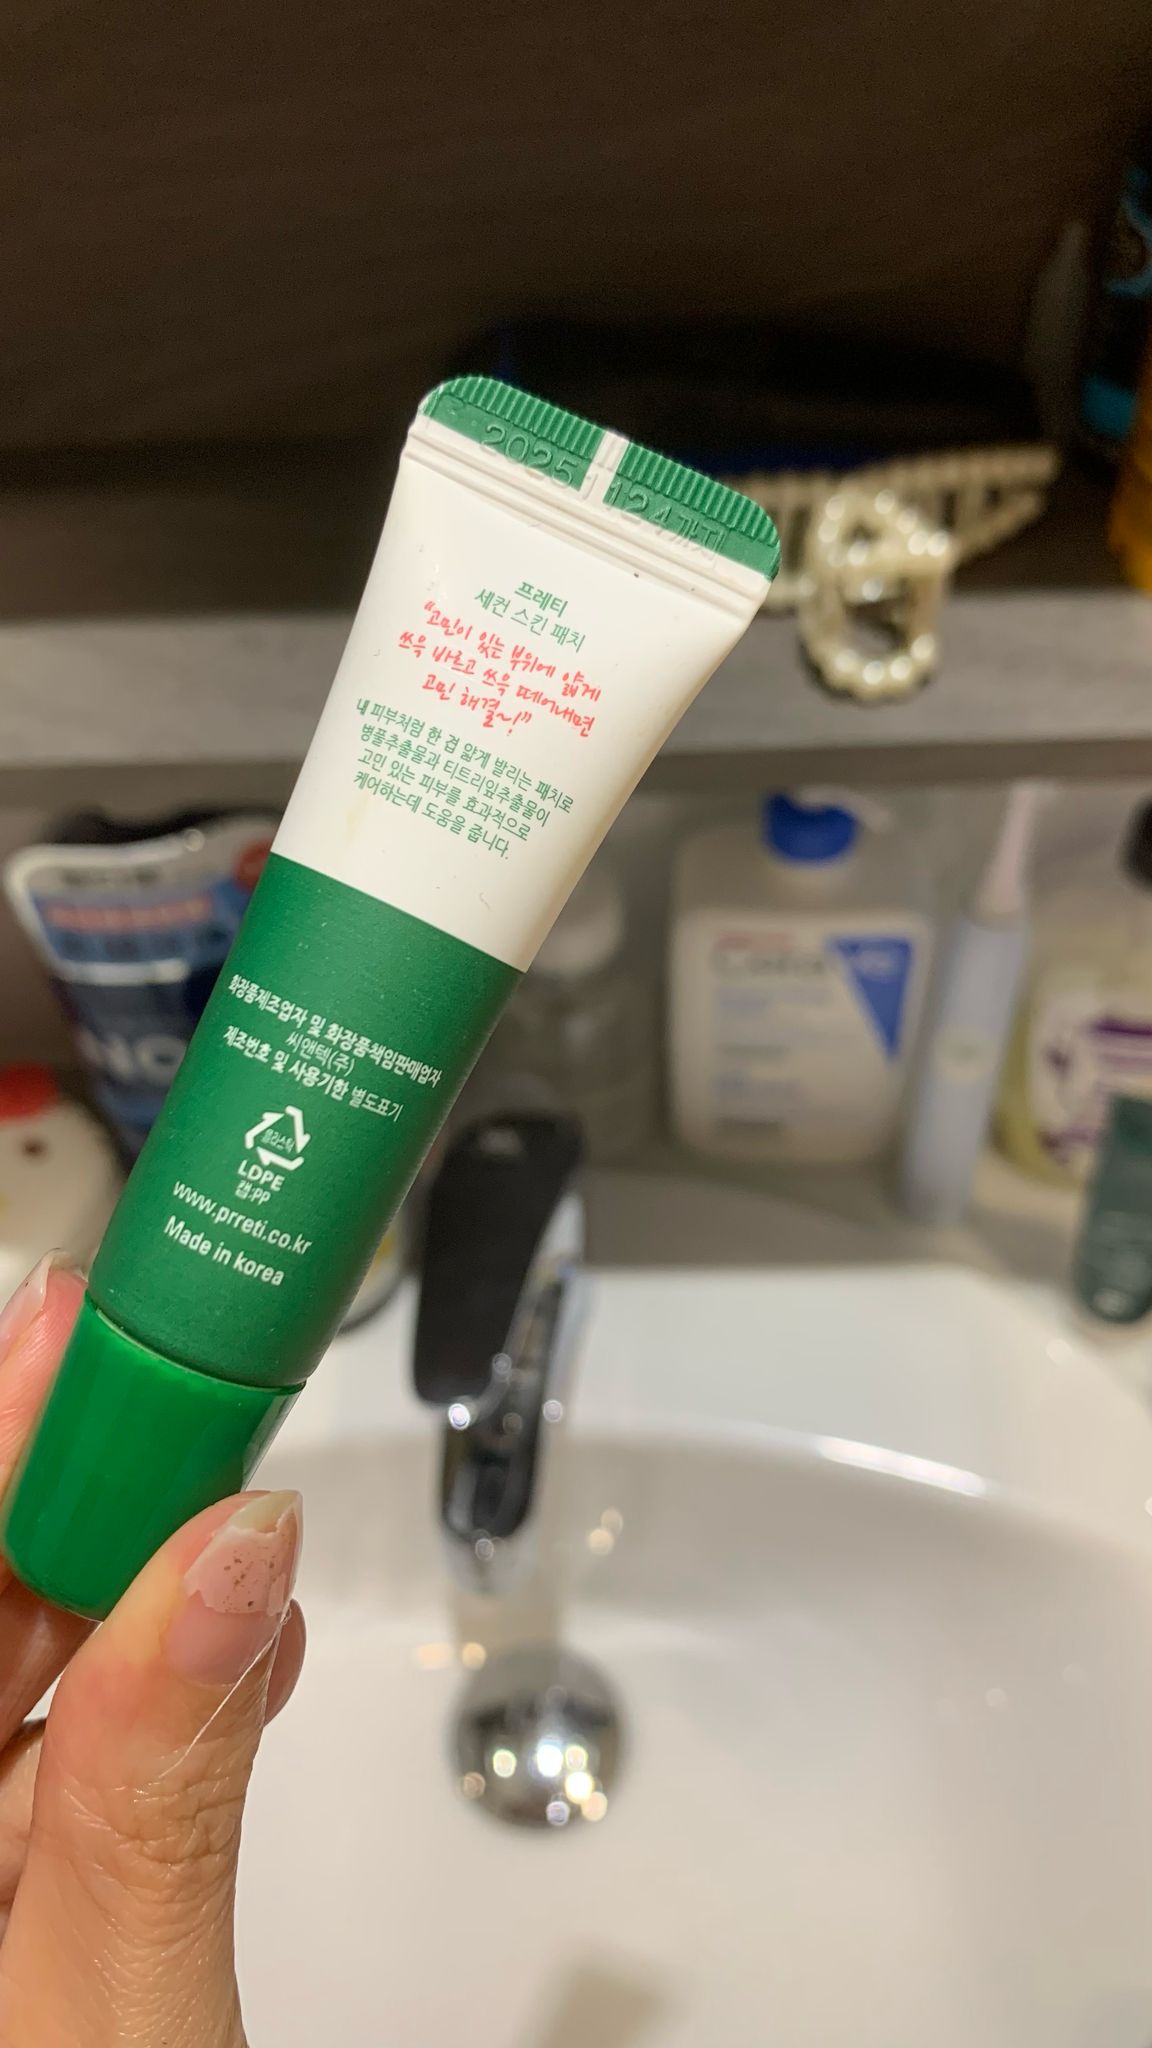 2025 1124까지
프레티
세컨 스킨 패치
"고민이 있는 부위에 얇게
쓰윽 바르고 쓰윽 떼어내면
고민 해결~!"
내 피부처럼 한 겹 얇게 발리는 패치로
병풀추출물과 티트리잎추출물이
고민 있는 피부를 효과적으로
케어하는데 도움을 줍니다.
화장품제조업자 및 화장품책임판매업자
씨앤텍(주)
제조번호 및 사용기한 별도표기
플라스틱
LDPE
캡:PP
www.prreti.co.kr
Made in korea